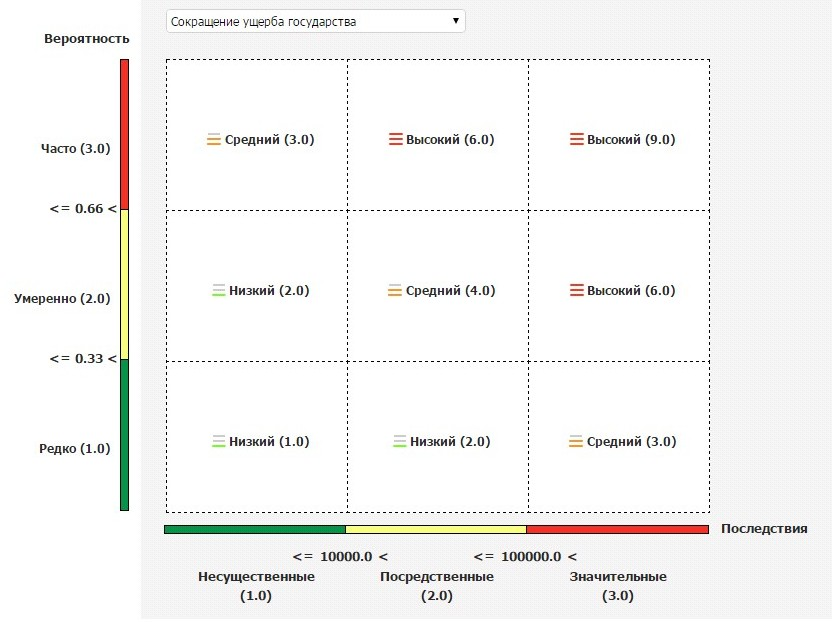 Сокращение ущерба государства
Вероятность
Часто (3.0)
Средний (3.0)
Высокий (6.0)
Высокий (9.0)
<= 0.66 <
Умеренно (2.0)
Низкий (2.0)
Средний (4.0)
Высокий (6.0)
<= 0.33 <
Редко (1.0)
Низкий (1.0)
Низкий (2.0)
Средний (3.0)
Последствия
<= 10000.0 <
<= 100000.0 <
Несущественные
(1.0)
Посредственные
(2.0)
Значительные
(3.0)